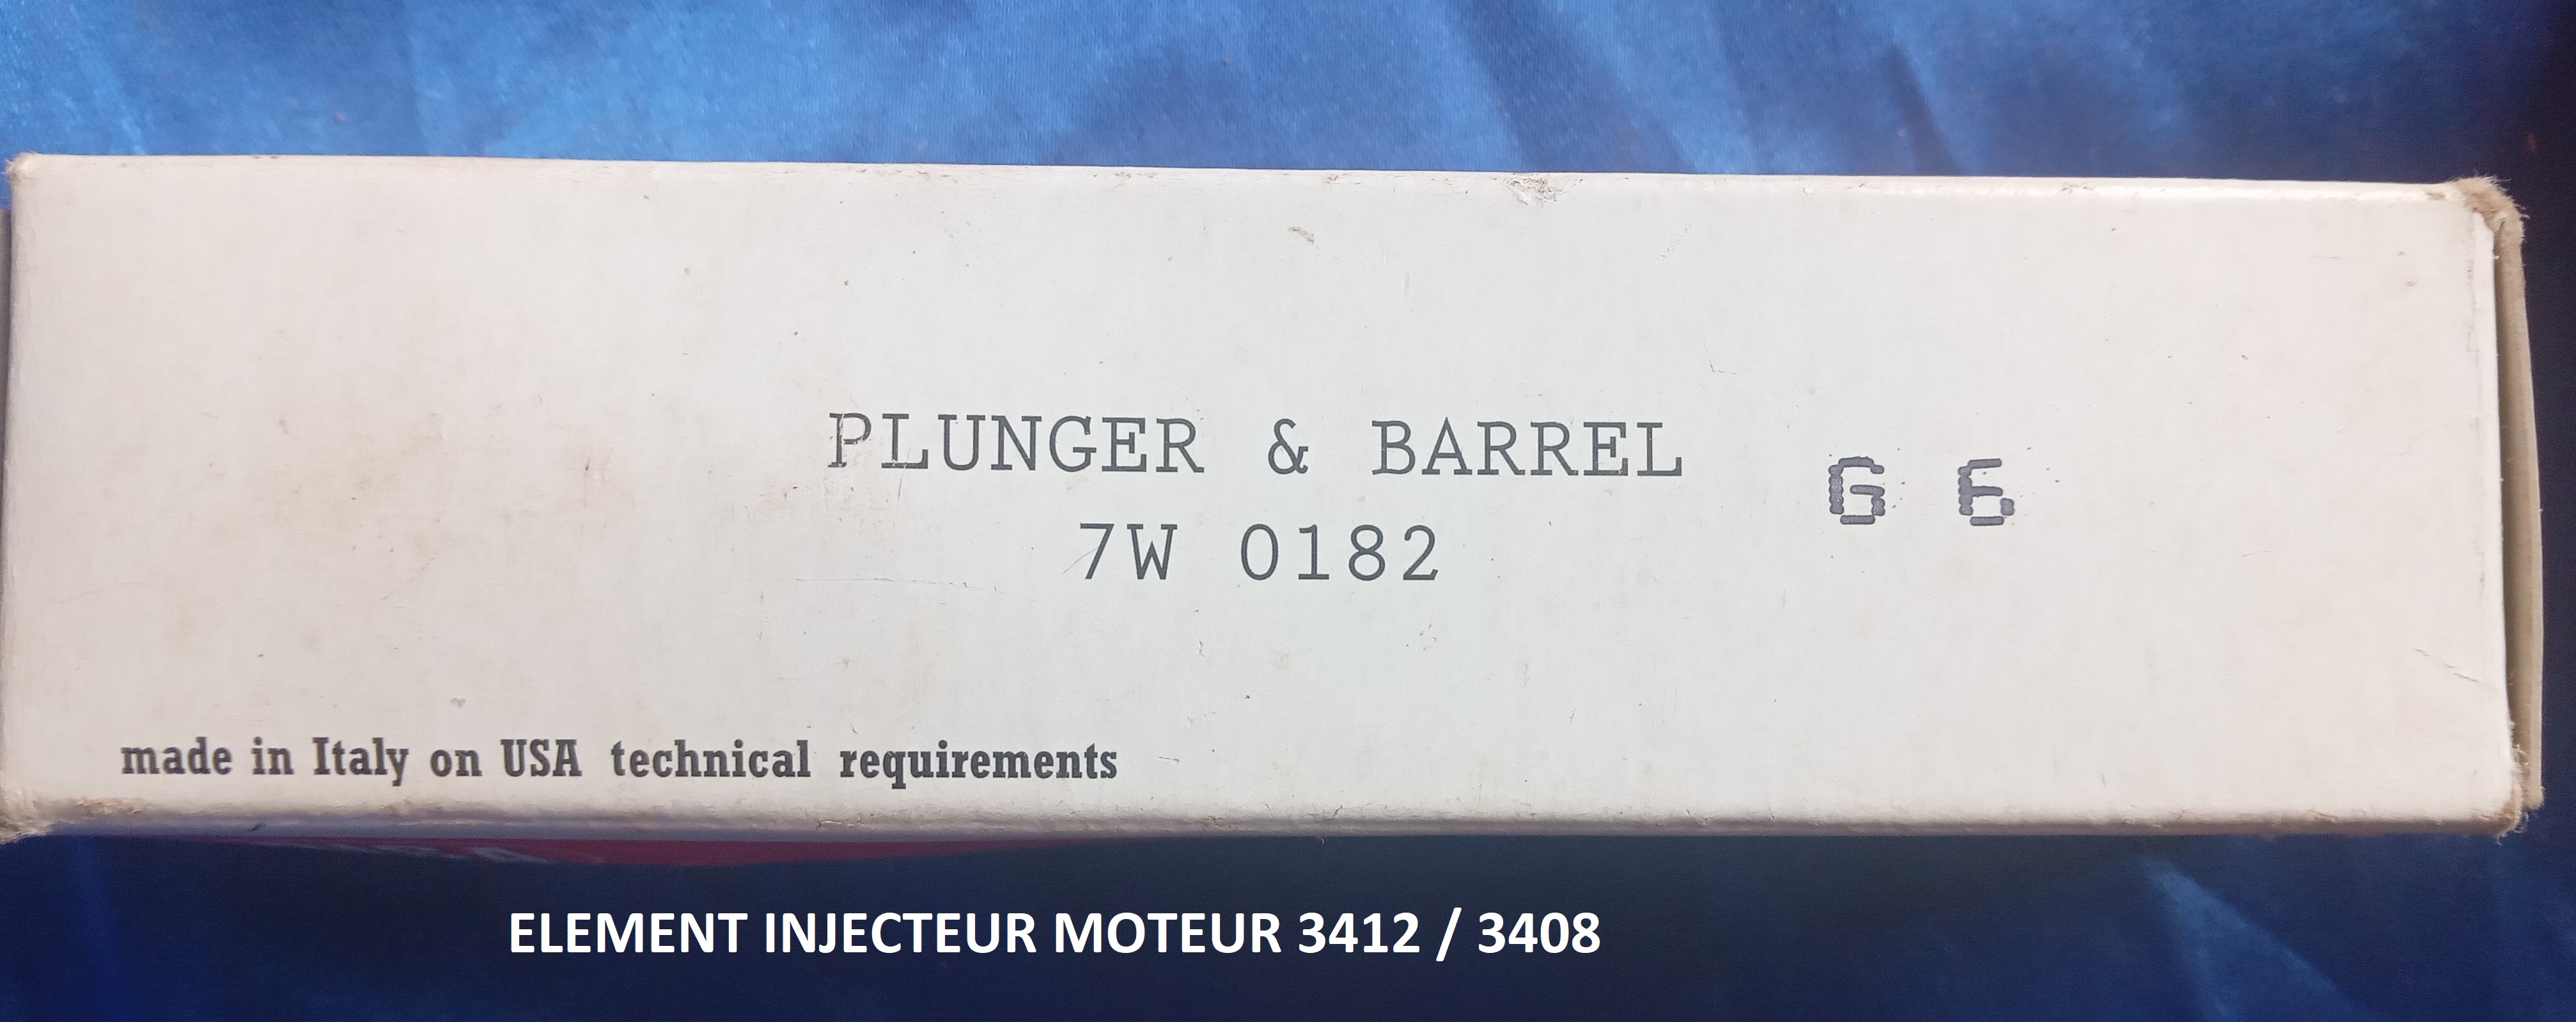 PLUNGER & BARREL
G 6
7W 0182
made in Italy on USA technical requirements
ELEMENT INJECTEUR MOTEUR 3412 / 3408